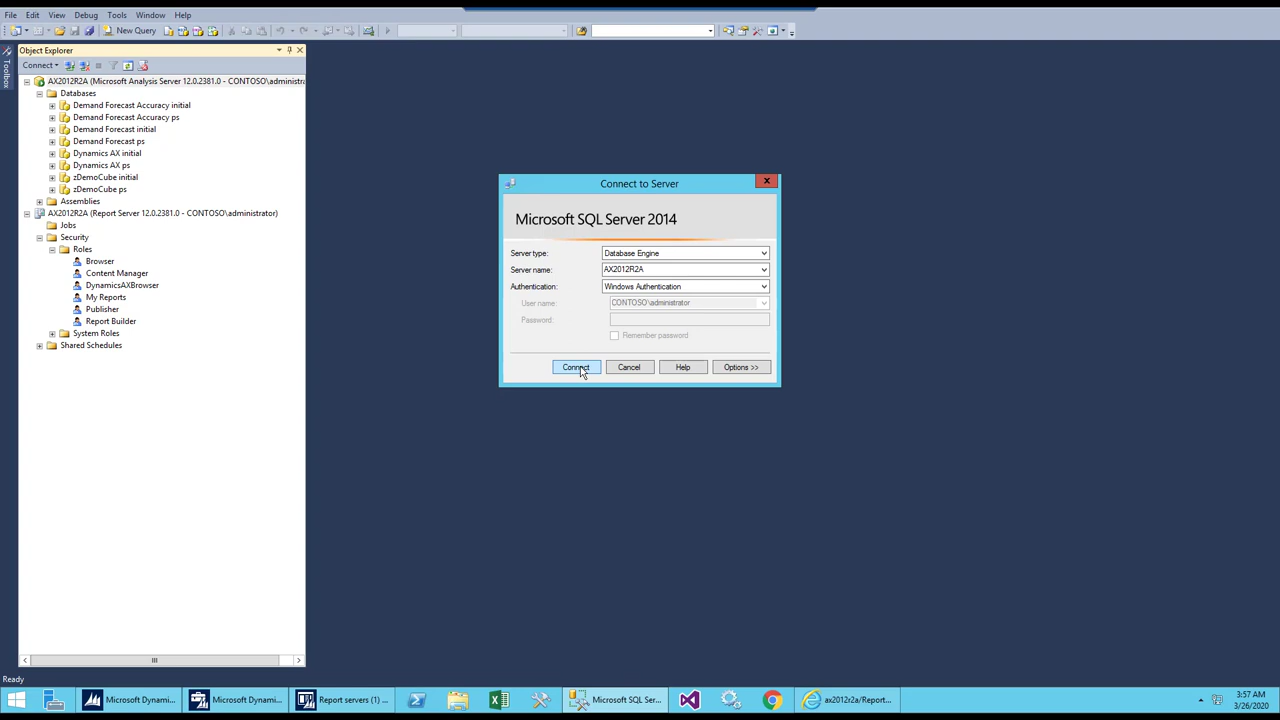 File Edit View Debug Tools Window Help
New Query
Object Explorer
Connect
Toolbox
AX2012R2A (Microsoft Analysis Server 12.0.2381.0 - CONTOSO\administra
Databases
Demand Forecast Accuracy initial
Demand Forecast Accuracy ps
Demand Forecast initial
Demand Forecast ps
Dynamics AX initial
Dynamics AX ps
zDemoCube initial
zDemoCube ps
Assemblies
AX2012R2A (Report Server 12.0.2381.0 - CONTOSO\administrator)
Jobs
Security
Roles
Browser
Content Manager
DynamicsAXBrowser
My Reports
Publisher
Report Builder
System Roles
Shared Schedules
Connect to Server
Microsoft SQL Server 2014
Server type: Database Engine
Server name: AX2012R2A
Authentication: Windows Authentication
User name: CONTOSO\administrator
Password:
Remember password
Connect Cancel Help Options >>
Ready
Microsoft Dynami... Microsoft Dynami... Report servers (1) ... Microsoft SQL Ser... ax2012r2a/Report...
3:57 AM
3/26/2020